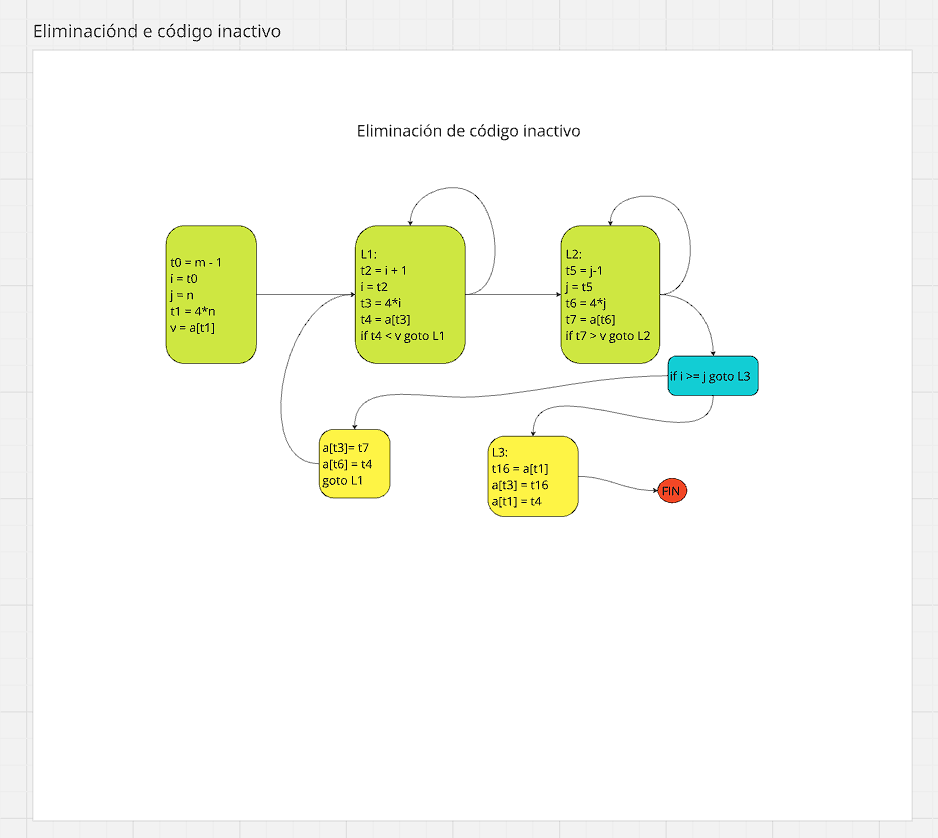 Eliminaciónd e código inactivo
Eliminación de código inactivo
t0 = m - 1
i = t0
j = n
t1 = 4*n
v = a[t1]
L1:
t2 = i + 1
i = t2
t3 = 4*i
t4 = a[t3]
if t4 < v goto L1
L2:
t5 = j-1
j = t5
t6 = 4*j
t7 = a[t6]
if t7 > v goto L2
if i >= j goto L3
a[t3]= t7
a[t6] = t4
goto L1
L3:
t16 = a[t1]
a[t3] = t16
a[t1] = t4
FIN